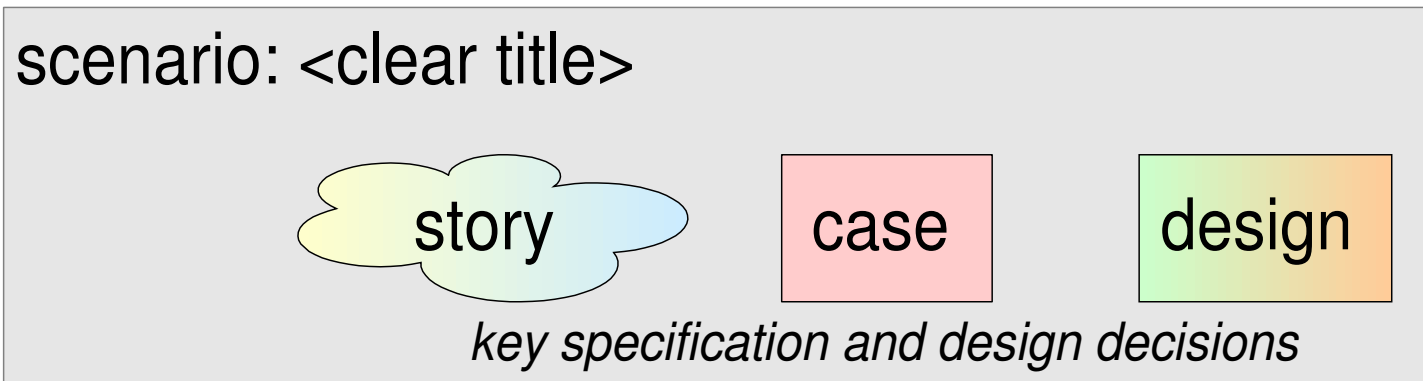 scenario: <clear title>
story case design
key specification and design decisions